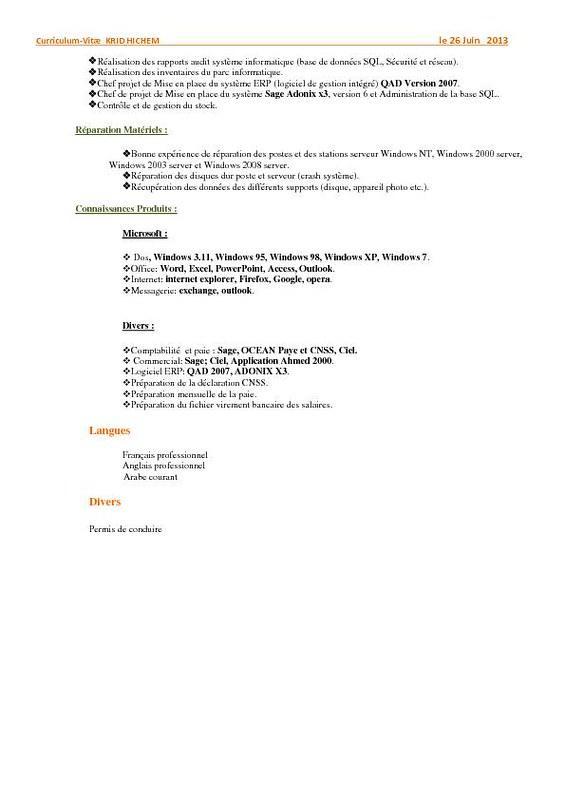 Curriculum-Vitæ KRID HICHEM le 26 Juin 2013
❖Réalisation des rapports audit système informatique (base de données SQL, Sécurité et réseau).
❖Réalisation des inventaires du parc informatique.
❖Chef projet de Mise en place du système ERP (logiciel de gestion intégré) QAD Version 2007.
❖Chef de projet de Mise en place du système Sage Adonix x3, version 6 et Administration de la base SQL.
❖Contrôle et de gestion du stock.
Réparation Matériels :
❖Bonne expérience de réparation des postes et des stations serveur Windows NT, Windows 2000 server,
Windows 2003 server et Windows 2008 server.
❖Réparation des disques dur poste et serveur (crash système).
❖Récupération des données des différents supports (disque, appareil photo etc.).
Connaissances Produits :
Microsoft :
❖ Dos, Windows 3.11, Windows 95, Windows 98, Windows XP, Windows 7.
❖Office: Word, Excel, PowerPoint, Access, Outlook.
❖Internet: internet explorer, Firefox, Google, opera.
❖Messagerie: exchange, outlook.
Divers :
❖Comptabilité et paie : Sage, OCEAN Paye et CNSS, Ciel.
❖ Commercial: Sage; Ciel, Application Ahmed 2000.
❖Logiciel ERP: QAD 2007, ADONIX X3.
❖Préparation de la déclaration CNSS.
❖Préparation mensuelle de la paie.
❖Préparation du fichier virement bancaire des salaires.
Langues
Français professionnel
Anglais professionnel
Arabe courant
Divers
Permis de conduire